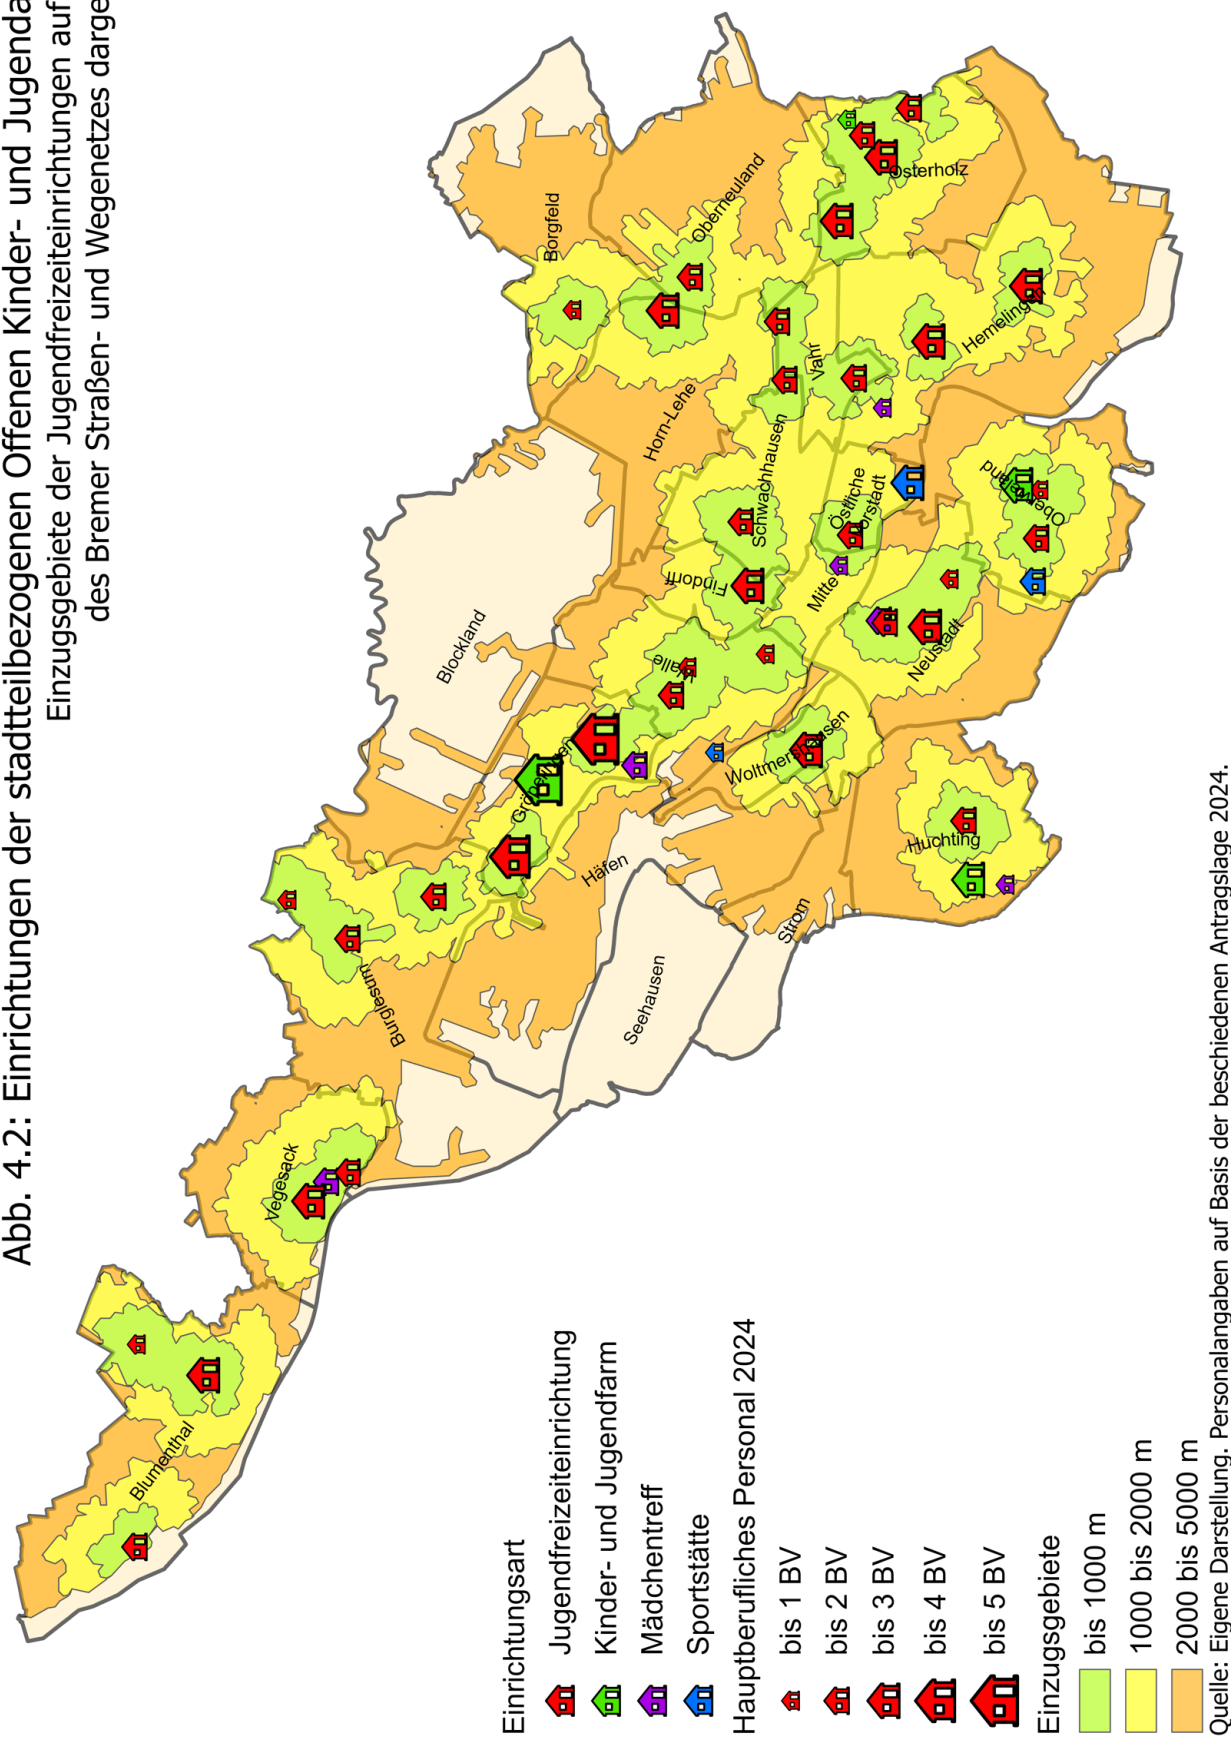 Abb. 4.2: Einrichtungen der stadtteilbezogenen Offenen Kinder- und Jugenda
Einzugsgebiete der Jugendfreizeiteinrichtungen auf
des Bremer Straßen- und Wegenetzes darge
Blumenthal
Vegesack
Burglesum
Blockland
Borgfeld
Oberneuland
Horn-Lehe
Gröpelingen
Häfen
Seehausen
Strom
Walle
Findorff
Schwachhausen
Vahr
Osterholz
Hemelingen
Östliche
Vorstadt
Mitte
Neustadt
Woltmershausen
Huchting
Obervieland
Einrichtungsart
Jugendfreizeiteinrichtung
Kinder- und Jugendfarm
Mädchentreff
Sportstätte
Hauptberufliches Personal 2024
bis 1 BV
bis 2 BV
bis 3 BV
bis 4 BV
bis 5 BV
Einzugsgebiete
bis 1000 m
1000 bis 2000 m
2000 bis 5000 m
Quelle: Eigene Darstellung. Personalangaben auf Basis der beschiedenen Antragslage 2024.